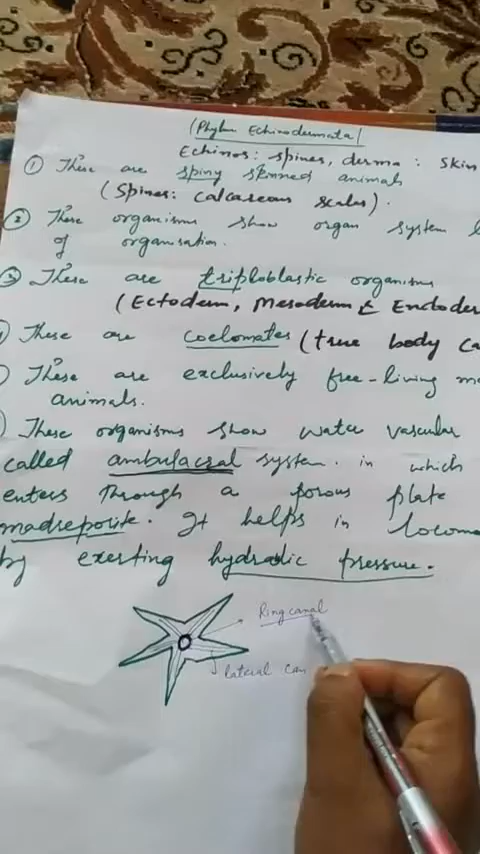 (Phylum Echinodermata)
Echinos: spines, derma: skin
① These are spiny skinned animals
(Spines: calcarean scales).
② These organisms show organ system
of organisation.
③ These are triploblastic organisms
(Ectoderm, Mesoderm & Endoder
These are coelomates (true body ca
These are exclusively free-living
animals.
These organisms show water vascular
called ambulacral system. in which
enters through a porous plate
madreporite. It helps in locomo
by exerting hydraulic pressure.
Ring canal
lateral can